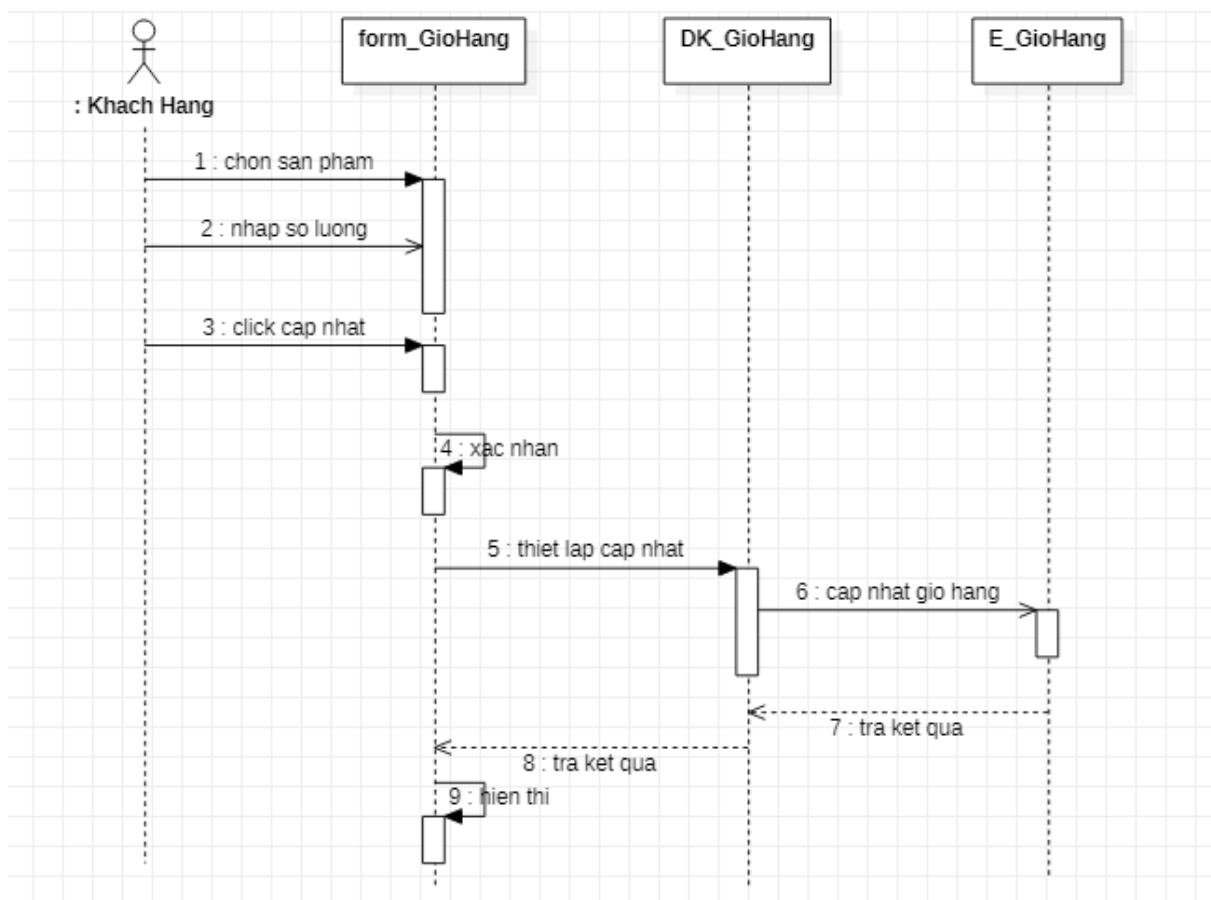 form_GioHang
DK_GioHang
E_GioHang
: Khach Hang
1 : chon san pham
2 : nhap so luong
3 : click cap nhat
4 : xac nhan
5 : thiet lap cap nhat
6 : cap nhat gio hang
7 : tra ket qua
8 : tra ket qua
9 : hien thi